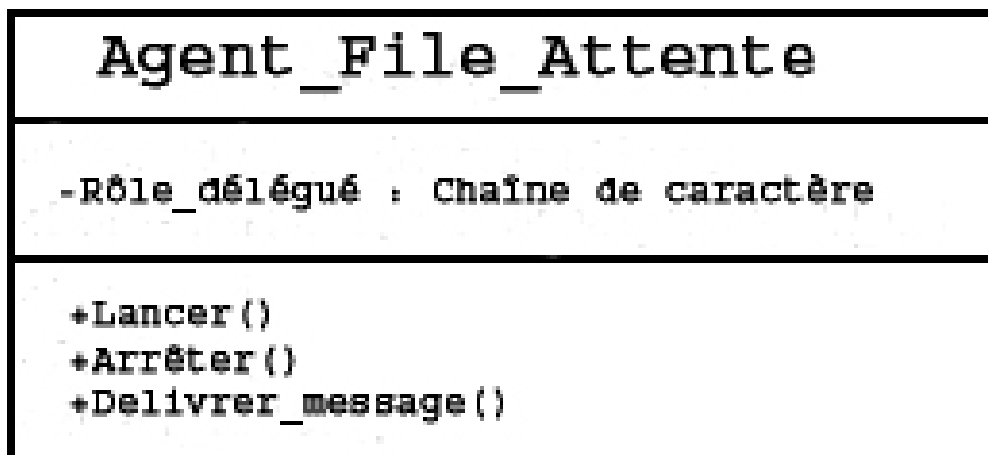 Agent_File_Attente
-Rôle_délégué : Chaîne de caractère
+Lancer()
+Arrêter()
+Delivrer_message()